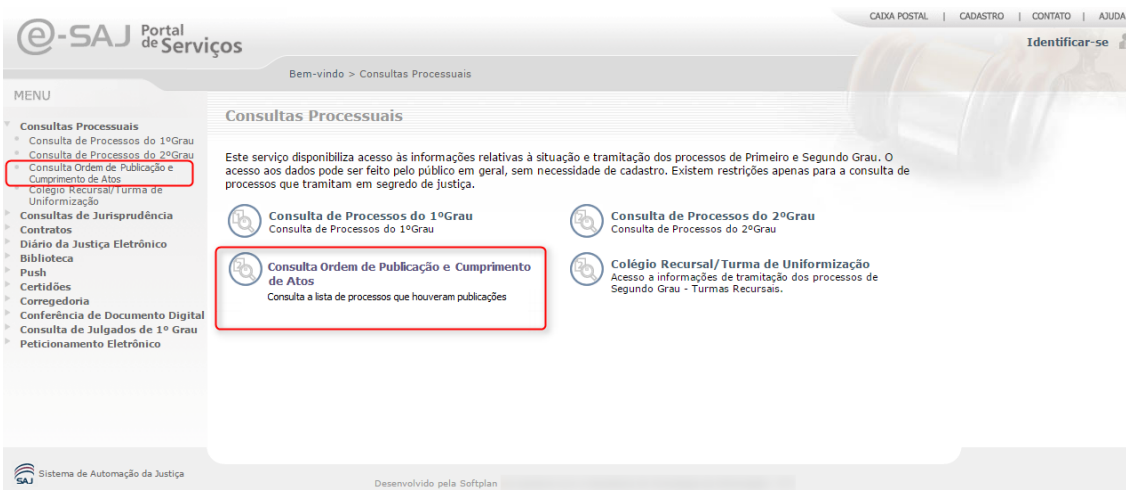 CAIXA POSTAL | CADASTRO | CONTATO | AJUDA
e-SAJ Portal de Serviços
Identificar-se
Bem-vindo > Consultas Processuais
MENU
Consultas Processuais
Consulta de Processos do 1ºGrau
Consulta de Processos do 2ºGrau
Consulta Ordem de Publicação e
Cumprimento de Atos
Colégio Recursal/Turma de
Uniformização
Consultas de Jurisprudência
Contratos
Diário da Justiça Eletrônico
Biblioteca
Push
Certidões
Corregedoria
Conferência de Documento Digital
Consulta de Julgados de 1º Grau
Peticionamento Eletrônico
Consultas Processuais
Este serviço disponibiliza acesso às informações relativas à situação e tramitação dos processos de Primeiro e Segundo Grau. O
acesso aos dados pode ser feito pelo público em geral, sem necessidade de cadastro. Existem restrições apenas para a consulta de
processos que tramitam em segredo de justiça.
Consulta de Processos do 1ºGrau
Consulta de Processos do 1ºGrau
Consulta de Processos do 2ºGrau
Consulta de Processos do 2ºGrau
Consulta Ordem de Publicação e Cumprimento
de Atos
Consulta a lista de processos que houveram publicações
Colégio Recursal/Turma de Uniformização
Acesso a informações de tramitação dos processos de
Segundo Grau - Turmas Recursais.
SAJ Sistema de Automação da Justiça
Desenvolvido pela Softplan